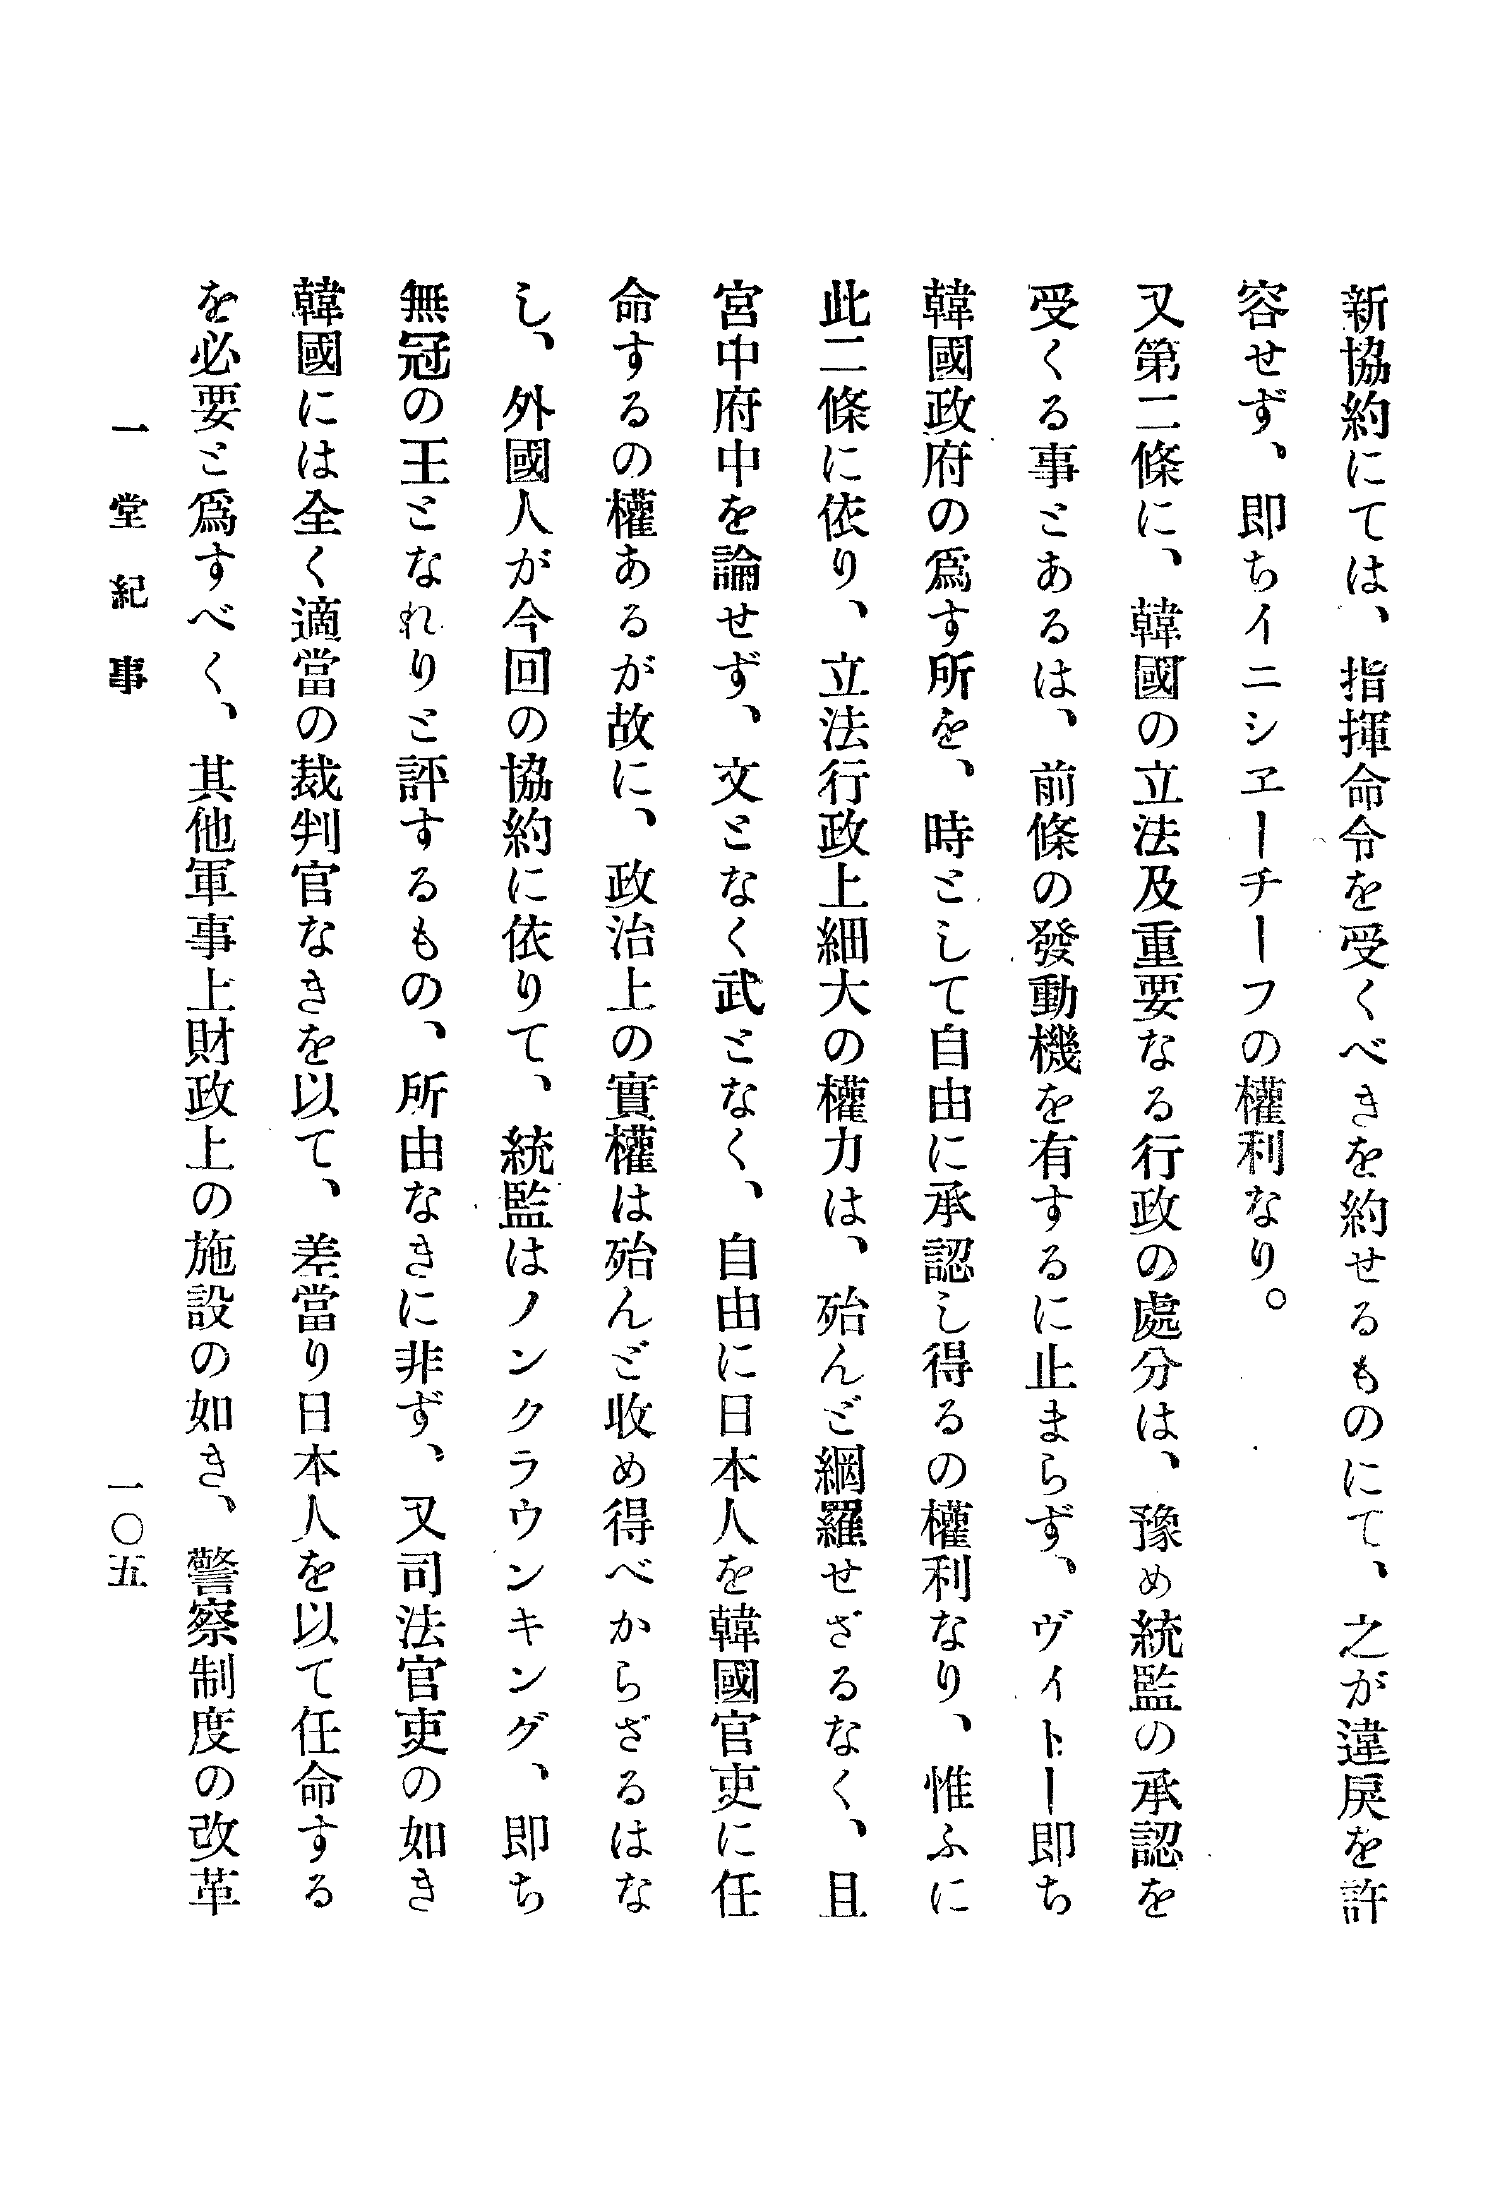 新協約にては、指揮命令を受くべきを約せるものにて、之が違戾を許
容せず、即ちイニシヱーチーフの權利なり。
又第二條に、韓國の立法及重要なる行政の處分は、豫め統監の承認を
受くる事とあるは、前條の發動機を有するに止まらず、ヴィトー即ち
韓國政府の爲す所を、時として自由に承認し得るの權利なり、惟ふに
此二條に依り、立法行政上細大の權力は、殆んど網羅せざるなく、且
宮中府中を論せず、文となく武となく、自由に日本人を韓國官吏に任
命するの權あるが故に、政治上の實權は殆んど收め得べからざるはな
し、外國人が今回の協約に依りて、統監はノンクラウンキング、即ち
無冠の王となれりと評するもの、所由なきに非ず、又司法官吏の如き
韓國には全く適當の裁判官なきを以て、差當り日本人を以て任命する
を必要と爲すべく、其他軍事上財政上の施設の如き、警察制度の改革
一堂紀事
一〇五